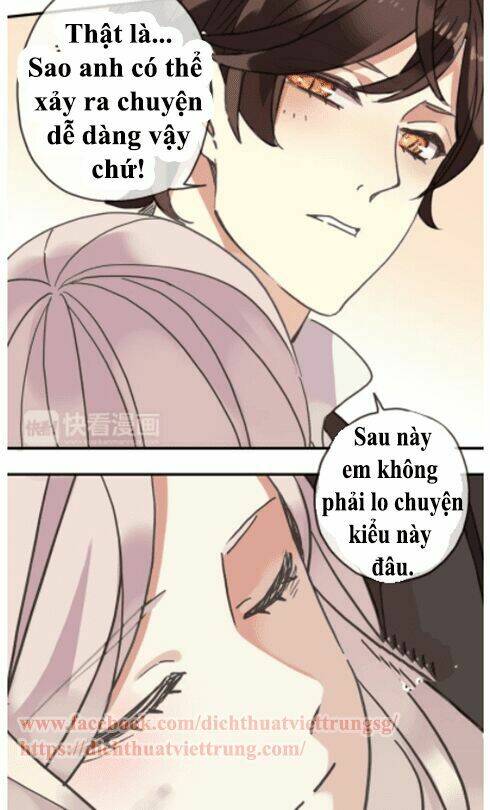 Thật là...
Sao anh có thể
xảy ra chuyện
dễ dàng vậy
chứ!
快看漫画
Sau này
em không
phải lo chuyện
kiểu này
đâu.
www.facebook.com/dichthuatviettrungsg/
https://dichthuatviettrung.com/